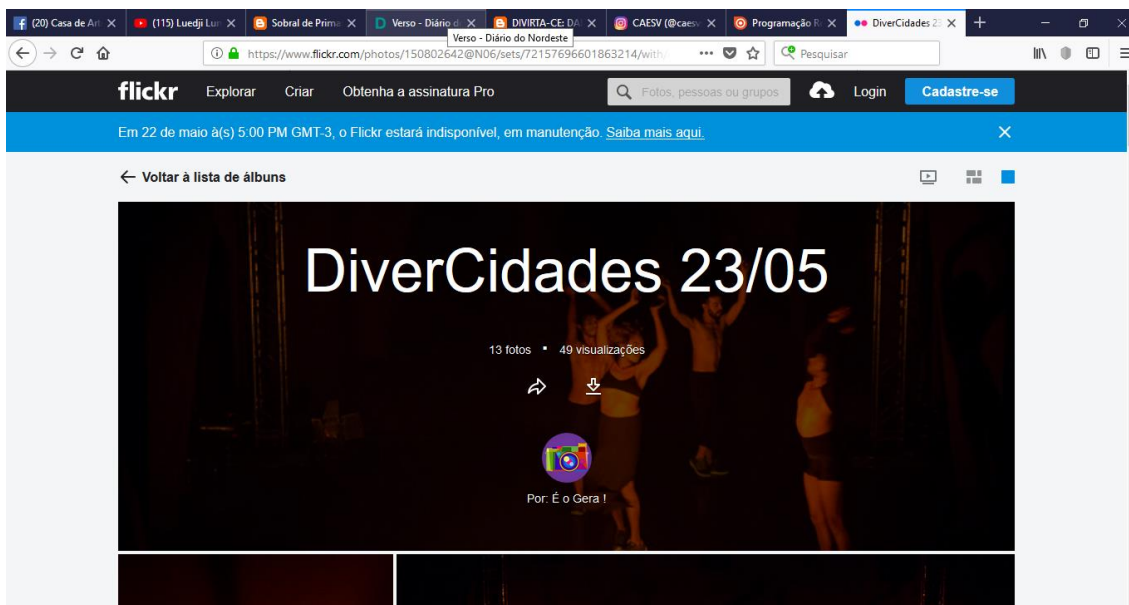 (20) Casa de Art
(115) Luedji Lun
Sobral de Prima
Verso - Diário d
DIVIRTA-CE: DA
CAESV (@caesv
Programação R
DiverCidades 23
Verso - Diário do Nordeste
https://www.flickr.com/photos/150802642@N06/sets/72157696601863214/with/
Pesquisar
flickr
Explorar
Criar
Obtenha a assinatura Pro
Fotos, pessoas ou grupos
Login
Cadastre-se
Em 22 de maio à(s) 5:00 PM GMT-3, o Flickr estará indisponível, em manutenção. Saiba mais aqui.
Voltar à lista de álbuns
DiverCidades 23/05
13 fotos • 49 visualizações
Por: É o Gera !